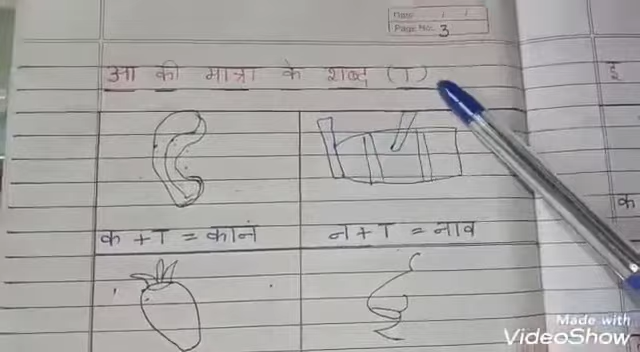 Date / /
Page No. 3
आ की मात्रा के शब्द (ा)
इ
क + ा = कान
न + ा = नाव
क
Made with
VideoShow